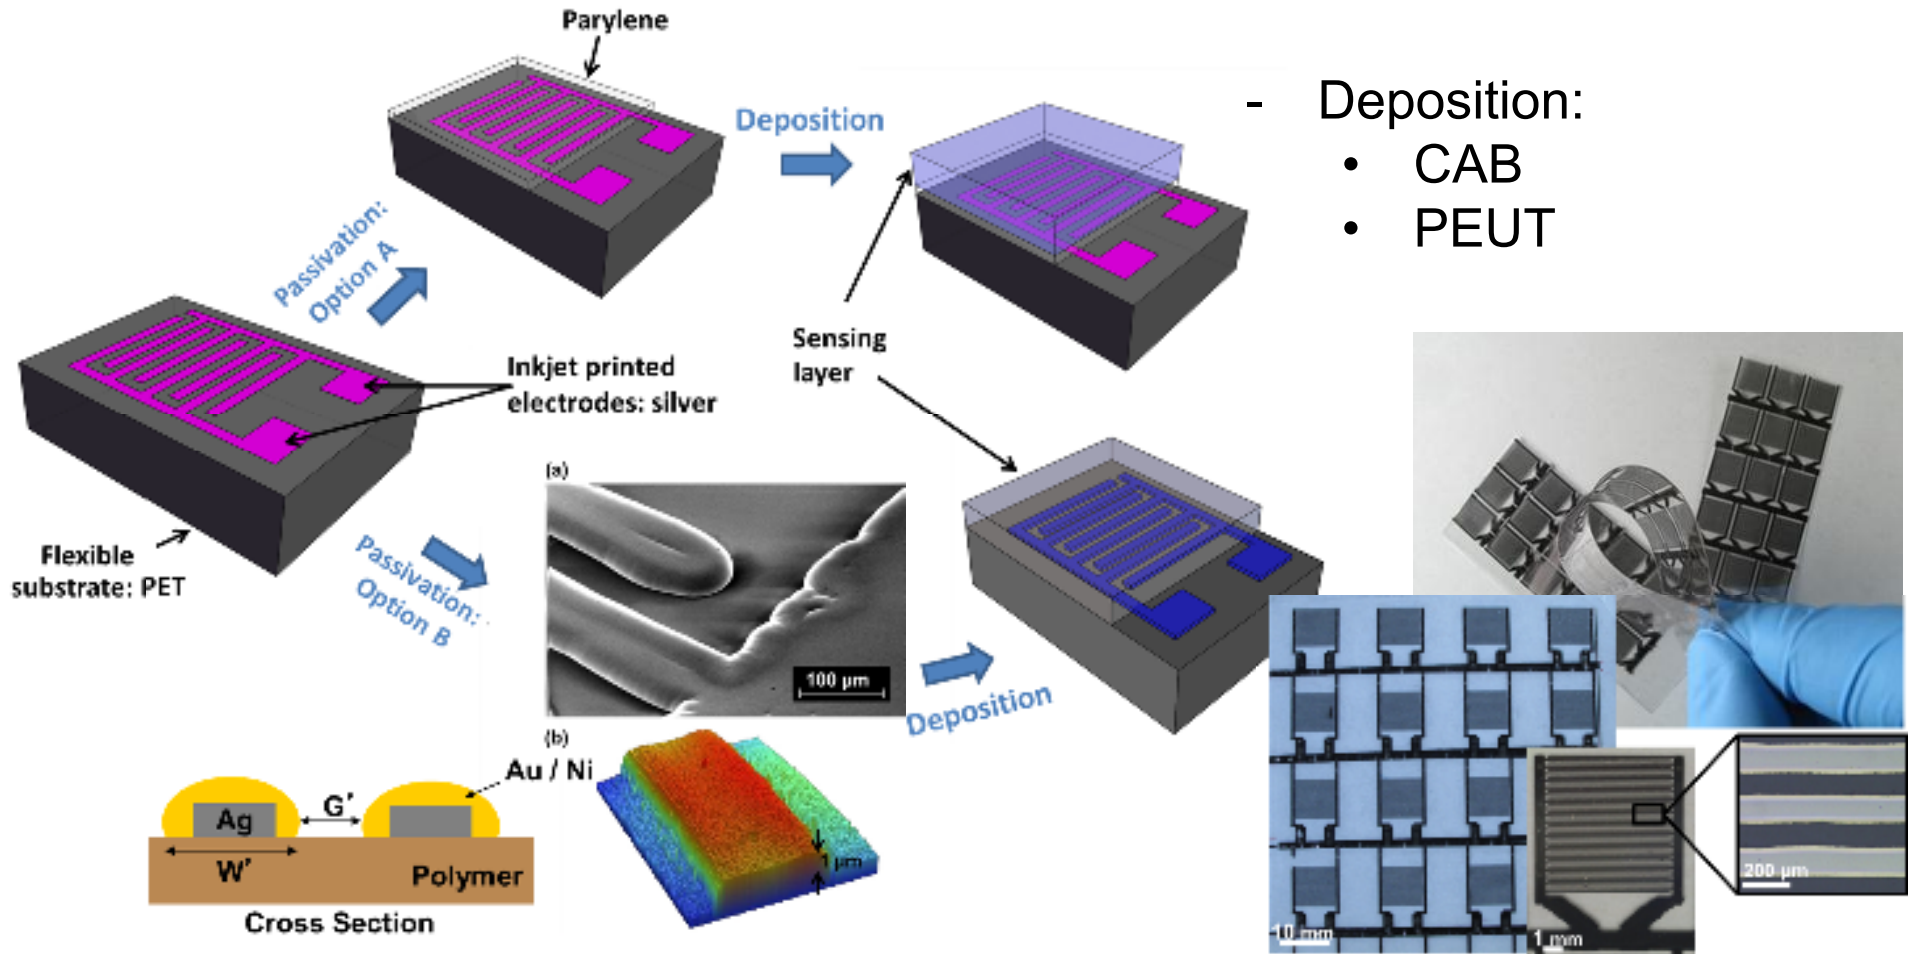 Parylene
Deposition
- Deposition:
• CAB
• PEUT
Passivation:
Option A
Sensing
layer
Inkjet printed
electrodes: silver
(a)
Flexible
substrate: PET
Passivation:
Option B
100 µm
Deposition
(b)
Au / Ni
G'
Ag
W'
Polymer
Cross Section
1 µm
200 µm
10 mm
1 mm